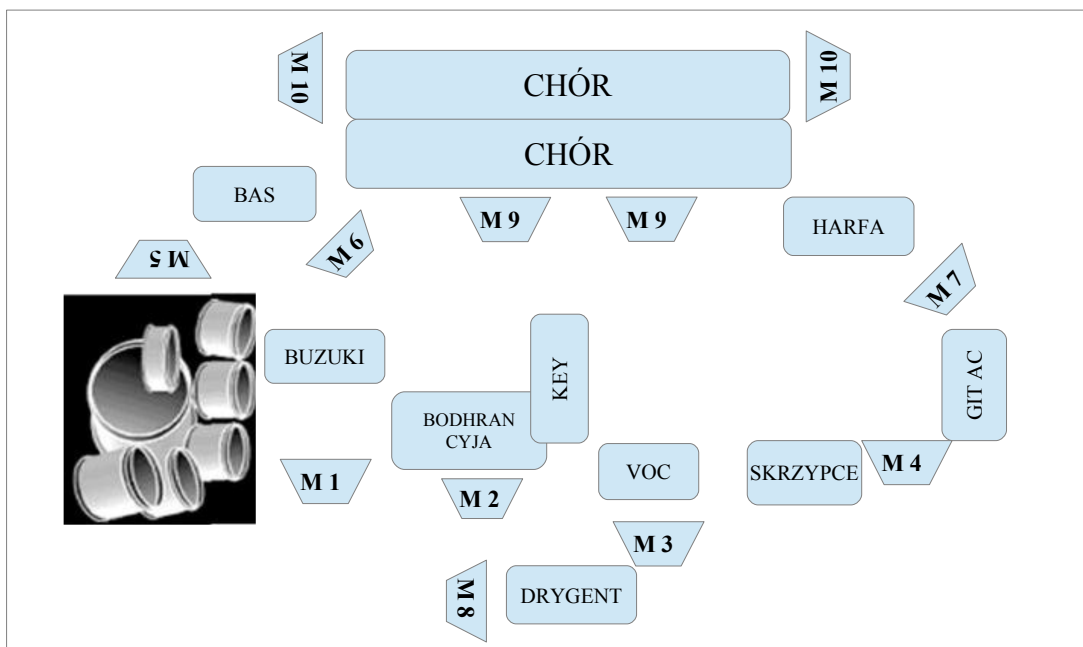 M 10
CHÓR
M 10
CHÓR
BAS
M 9
M 9
HARFA
M 6
M 5
M 7
BUZUKI
KEY
GIT AC
BODHRAN
CYJA
VOC
SKRZYPCE
M 4
M 1
M 2
M 3
M 8
DRYGENT